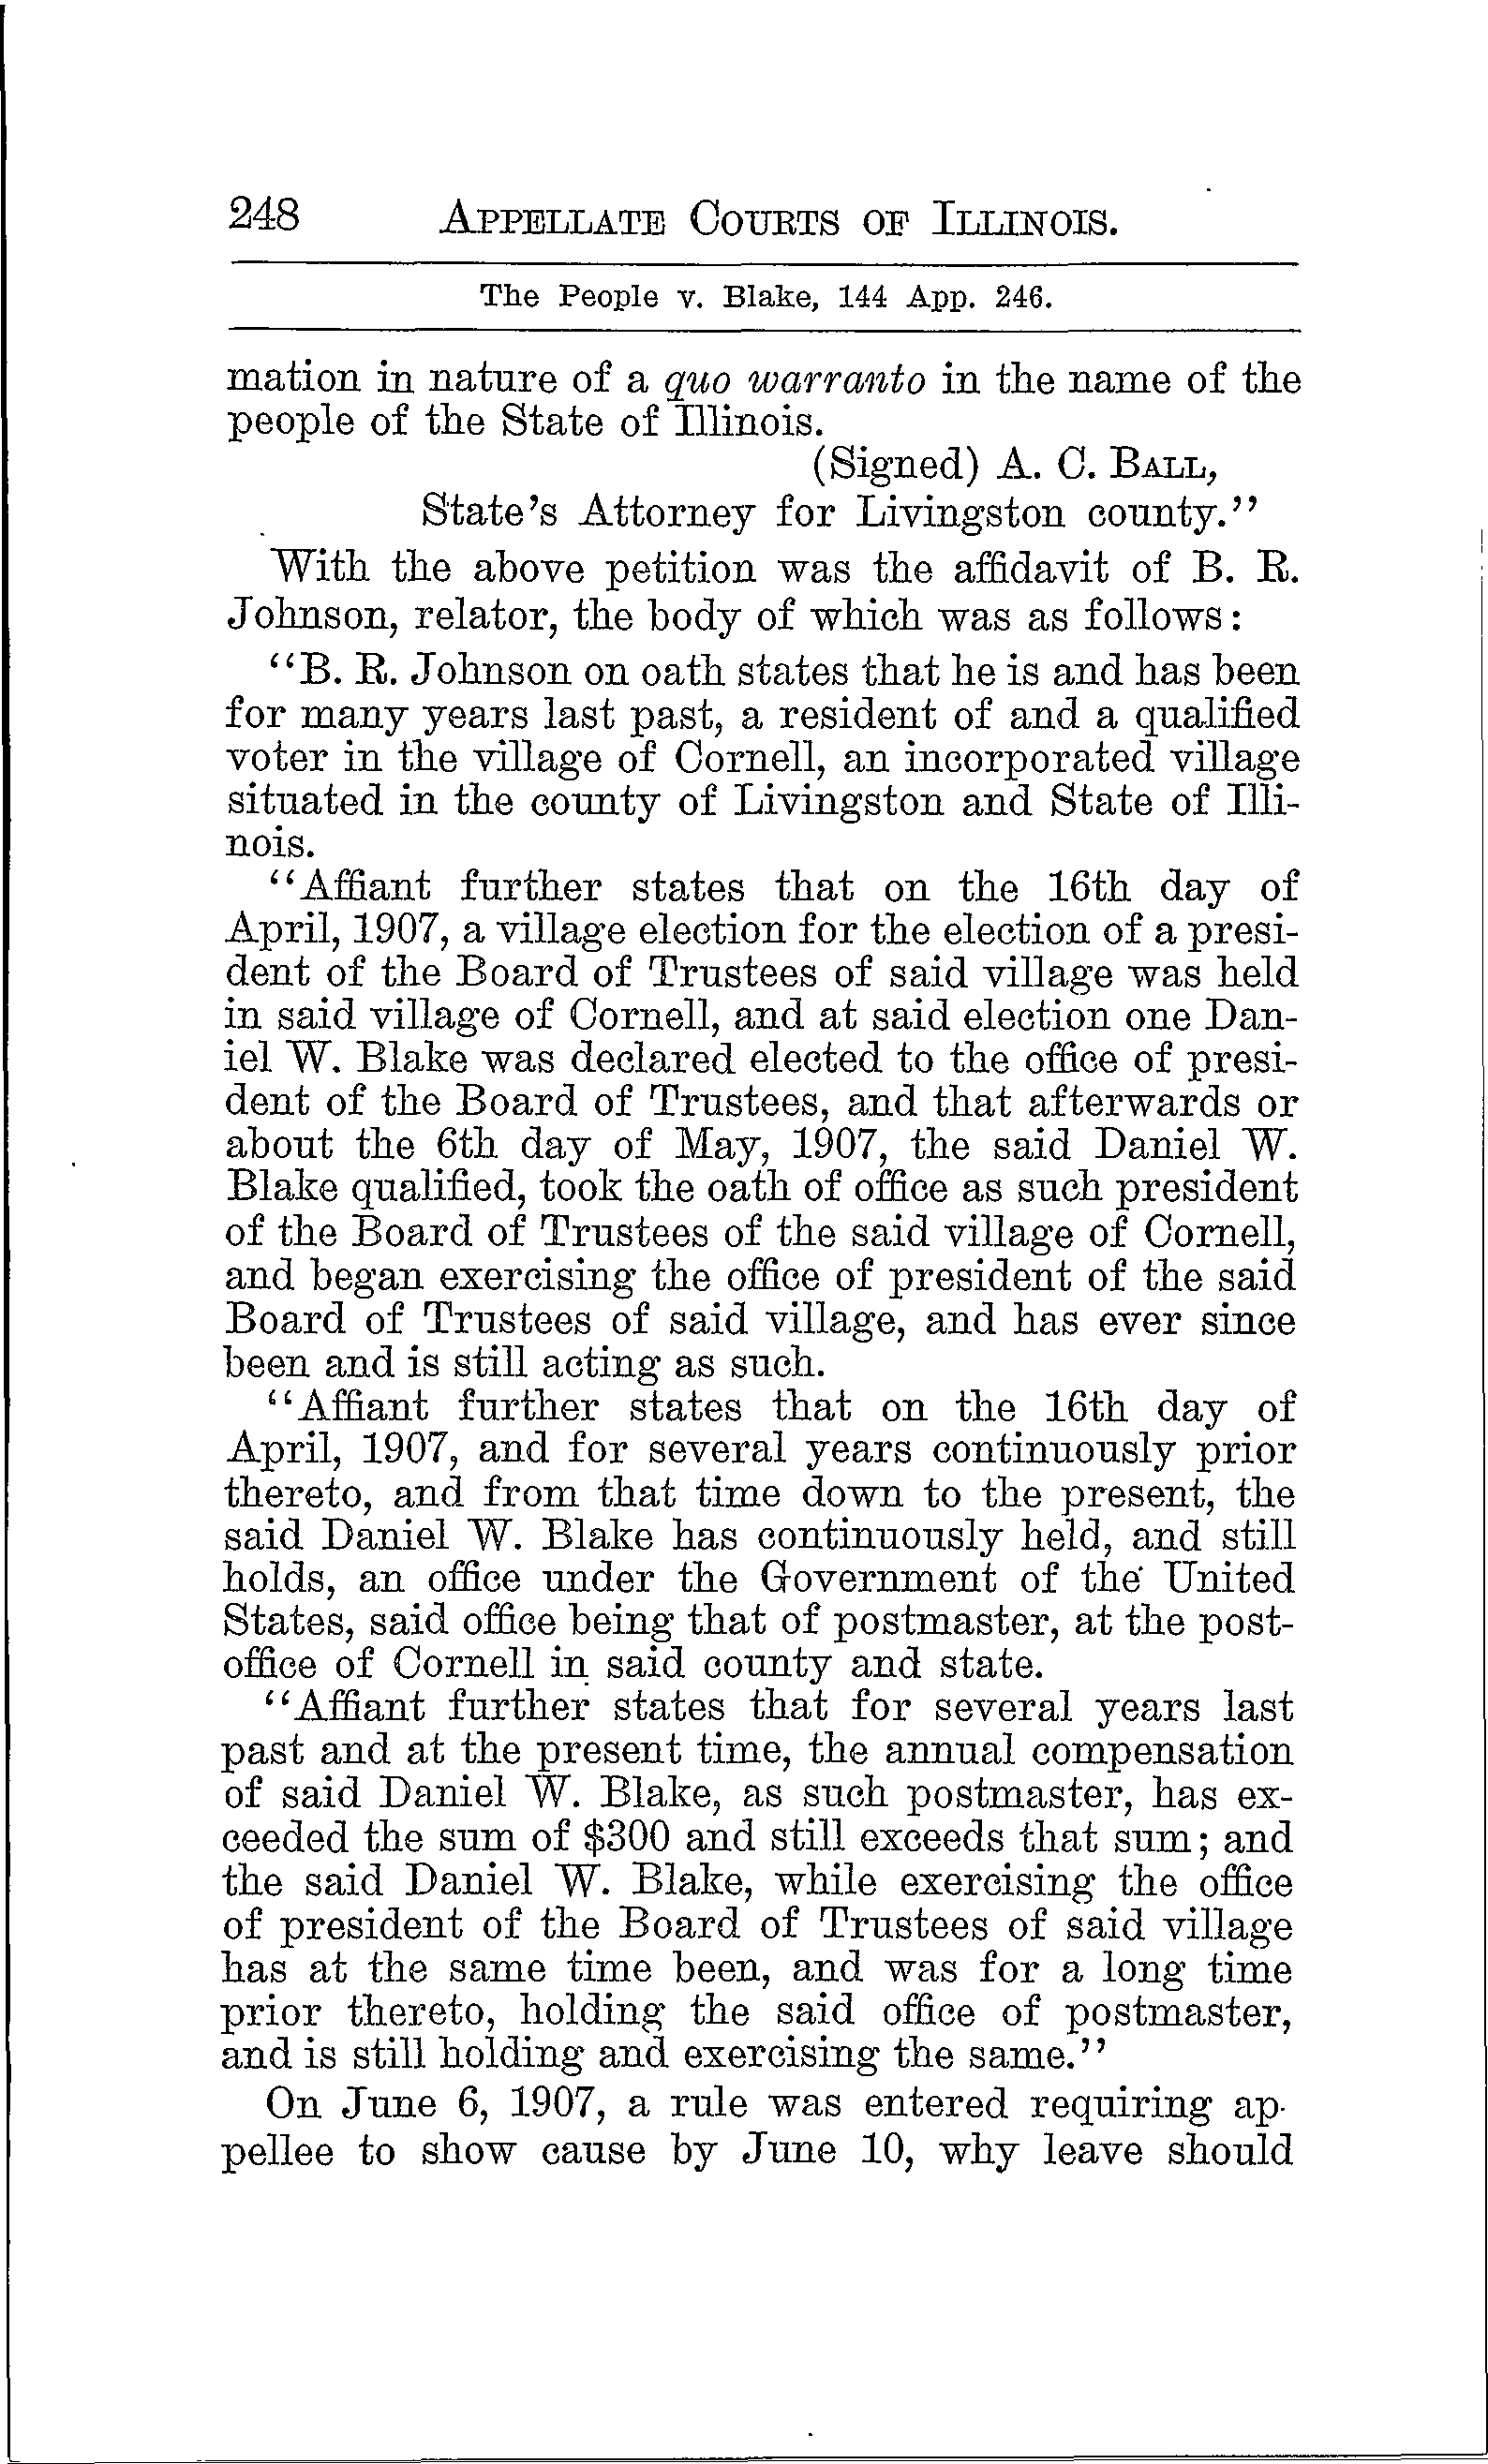 248 APPELLATE COURTS OF ILLINOIS.
The People v. Blake, 144 App. 246.
mation in nature of a quo warranto in the name of the
people of the State of Illinois.
(Signed) A. C. BALL,
State's Attorney for Livingston county."
With the above petition was the affidavit of B. R.
Johnson, relator, the body of which was as follows:
"B. R. Johnson on oath states that he is and has been
for many years last past, a resident of and a qualified
voter in the village of Cornell, an incorporated village
situated in the county of Livingston and State of Illi-
nois.
"Affiant further states that on the 16th day of
April, 1907, a village election for the election of a presi-
dent of the Board of Trustees of said village was held
in said village of Cornell, and at said election one Dan-
iel W. Blake was declared elected to the office of presi-
dent of the Board of Trustees, and that afterwards or
about the 6th day of May, 1907, the said Daniel W.
Blake qualified, took the oath of office as such president
of the Board of Trustees of the said village of Cornell,
and began exercising the office of president of the said
Board of Trustees of said village, and has ever since
been and is still acting as such.
"Affiant further states that on the 16th day of
April, 1907, and for several years continuously prior
thereto, and from that time down to the present, the
said Daniel W. Blake has continuously held, and still
holds, an office under the Government of the United
States, said office being that of postmaster, at the post-
office of Cornell in said county and state.
"Affiant further states that for several years last
past and at the present time, the annual compensation
of said Daniel W. Blake, as such postmaster, has ex-
ceeded the sum of $300 and still exceeds that sum; and
the said Daniel W. Blake, while exercising the office
of president of the Board of Trustees of said village
has at the same time been, and was for a long time
prior thereto, holding the said office of postmaster,
and is still holding and exercising the same."
On June 6, 1907, a rule was entered requiring ap-
pellee to show cause by June 10, why leave should